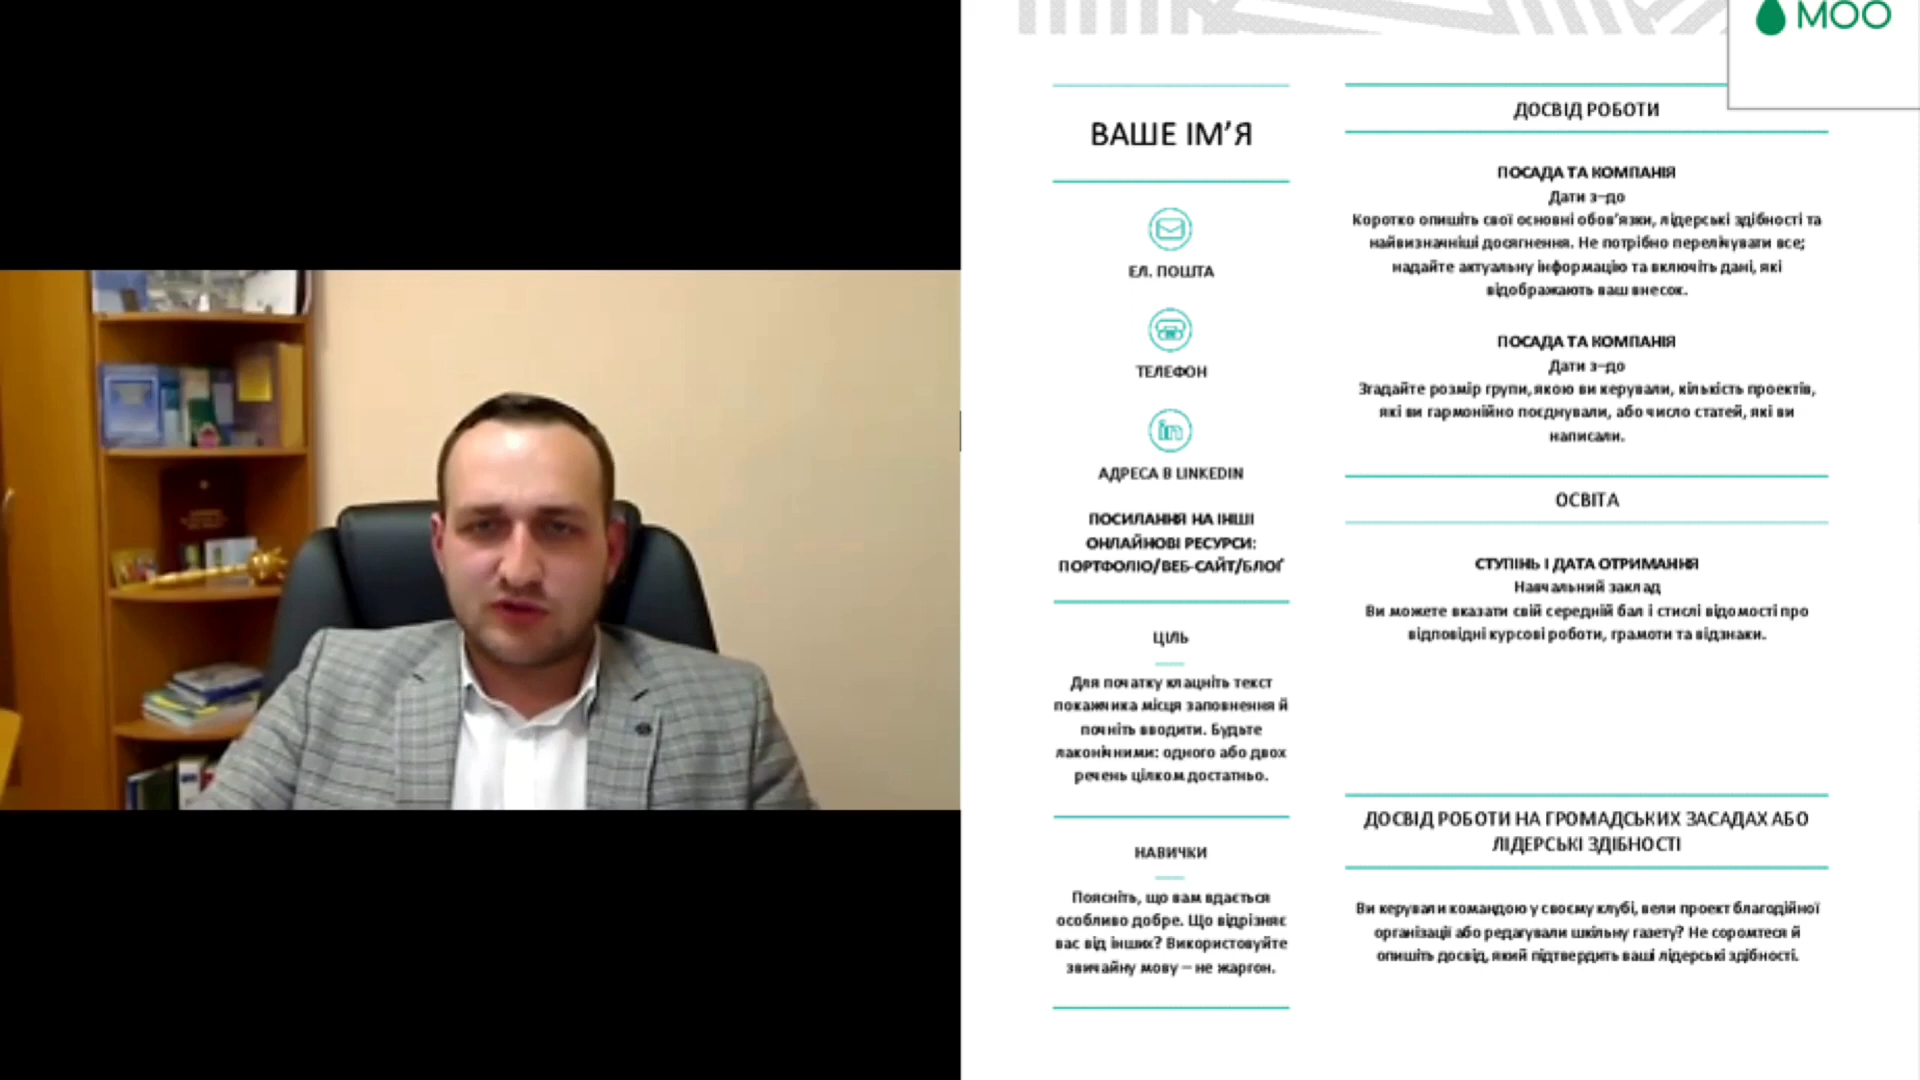 MOO
ВАШЕ ІМ’Я
ЕЛ. ПОШТА
ТЕЛЕФОН
in
АДРЕСА В LINKEDIN
ПОСИЛАННЯ НА ІНШІ
ОНЛАЙНОВІ РЕСУРСИ:
ПОРТФОЛІО/ВЕБ-САЙТ/БЛОҐ
ЦІЛЬ
Для початку клацніть текст
покажчика місця заповнення й
почніть вводити. Будьте
лаконічними: одного або двох
речень цілком достатньо.
НАВИЧКИ
Поясніть, що вам вдається
особливо добре. Що відрізняє
вас від інших? Використовуйте
звичайну мову – не жаргон.
ДОСВІД РОБОТИ
ПОСАДА ТА КОМПАНІЯ
Дати з–до
Коротко опишіть свої основні обов’язки, лідерські здібності та
найвизначніші досягнення. Не потрібно перелічувати все;
надайте актуальну інформацію та включіть дані, які
відображають ваш внесок.
ПОСАДА ТА КОМПАНІЯ
Дати з–до
Згадайте розмір групи, якою ви керували, кількість проектів,
які ви гармонійно поєднували, або число статей, які ви
написали.
ОСВІТА
СТУПІНЬ І ДАТА ОТРИМАННЯ
Навчальний заклад
Ви можете вказати свій середній бал і стислі відомості про
відповідні курсові роботи, грамоти та відзнаки.
ДОСВІД РОБОТИ НА ГРОМАДСЬКИХ ЗАСАДАХ АБО
ЛІДЕРСЬКІ ЗДІБНОСТІ
Ви керували командою у своєму клубі, вели проект благодійної
організації або редагували шкільну газету? Не соромтеся й
опишіть досвід, який підтвердить ваші лідерські здібності.